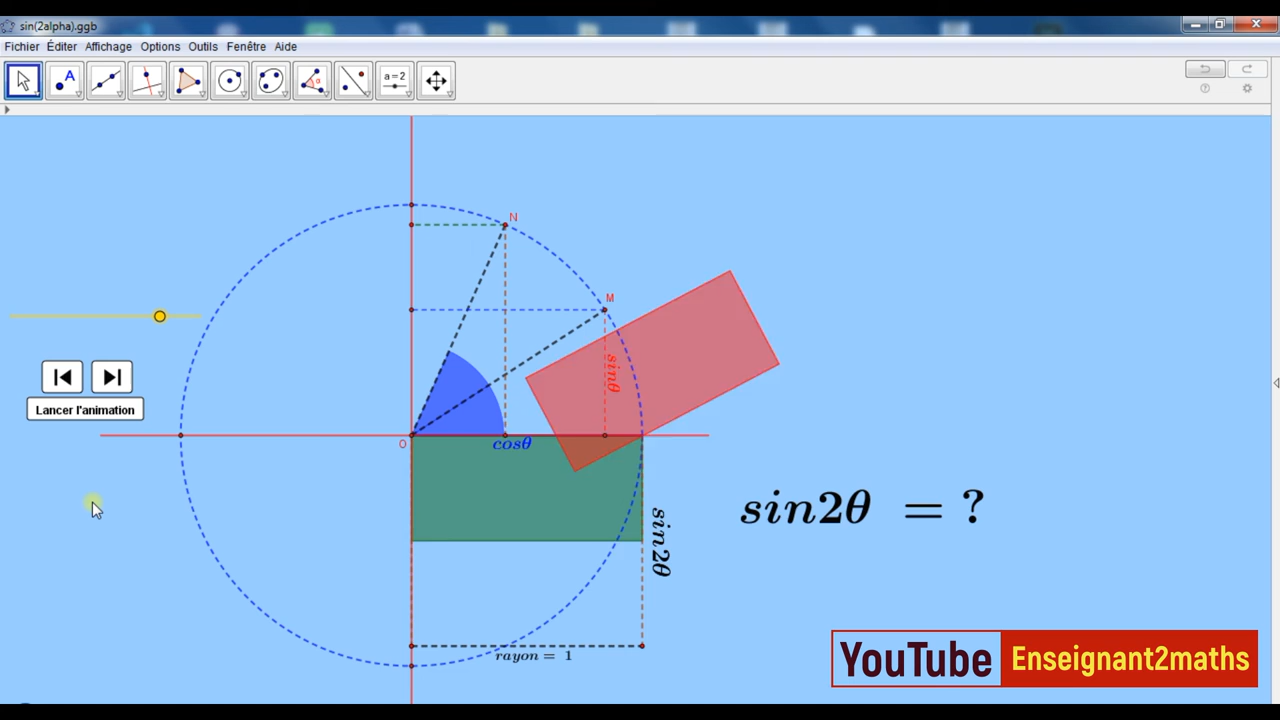 sin(2alpha).ggb
Fichier Éditer Affichage Options Outils Fenêtre Aide
A
α
a=2
N
M
sinθ
Lancer l'animation
O
cosθ
sin2θ
sin2θ = ?
rayon = 1
YouTube Enseignant2maths